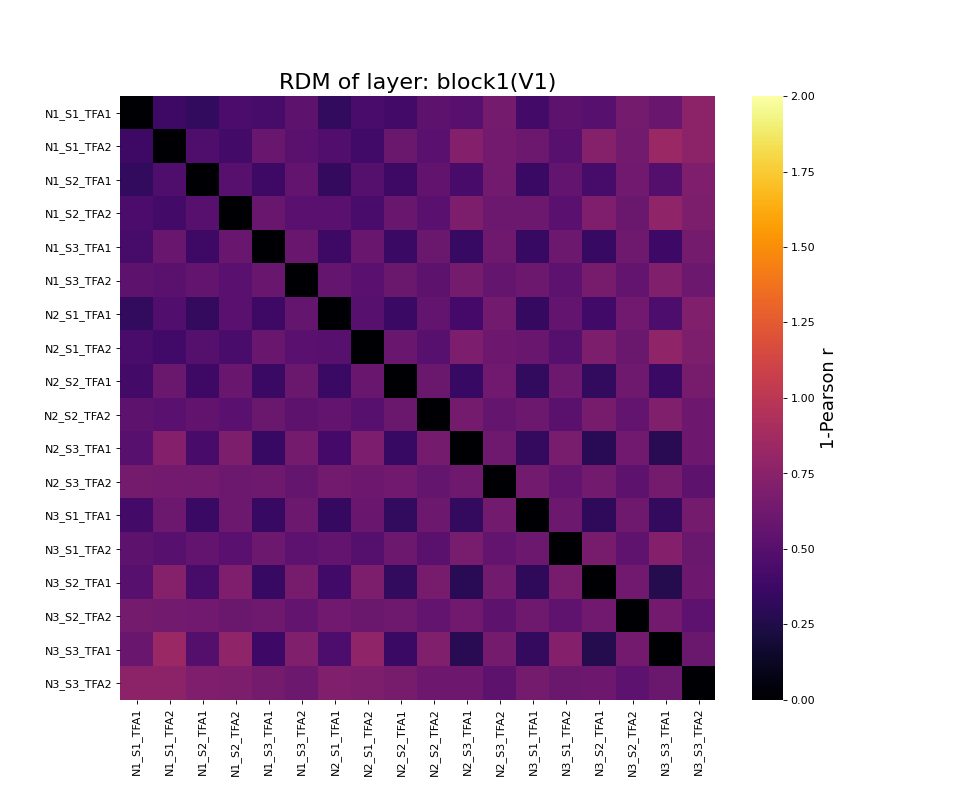 RDM of layer: block1(V1)
N1_S1_TFA1
N1_S1_TFA2
N1_S2_TFA1
N1_S2_TFA2
N1_S3_TFA1
N1_S3_TFA2
N2_S1_TFA1
N2_S1_TFA2
N2_S2_TFA1
N2_S2_TFA2
N2_S3_TFA1
N2_S3_TFA2
N3_S1_TFA1
N3_S1_TFA2
N3_S2_TFA1
N3_S2_TFA2
N3_S3_TFA1
N3_S3_TFA2
N1_S1_TFA1
N1_S1_TFA2
N1_S2_TFA1
N1_S2_TFA2
N1_S3_TFA1
N1_S3_TFA2
N2_S1_TFA1
N2_S1_TFA2
N2_S2_TFA1
N2_S2_TFA2
N2_S3_TFA1
N2_S3_TFA2
N3_S1_TFA1
N3_S1_TFA2
N3_S2_TFA1
N3_S2_TFA2
N3_S3_TFA1
N3_S3_TFA2
2.00
1.75
1.50
1.25
1.00
0.75
0.50
0.25
0.00
1-Pearson r